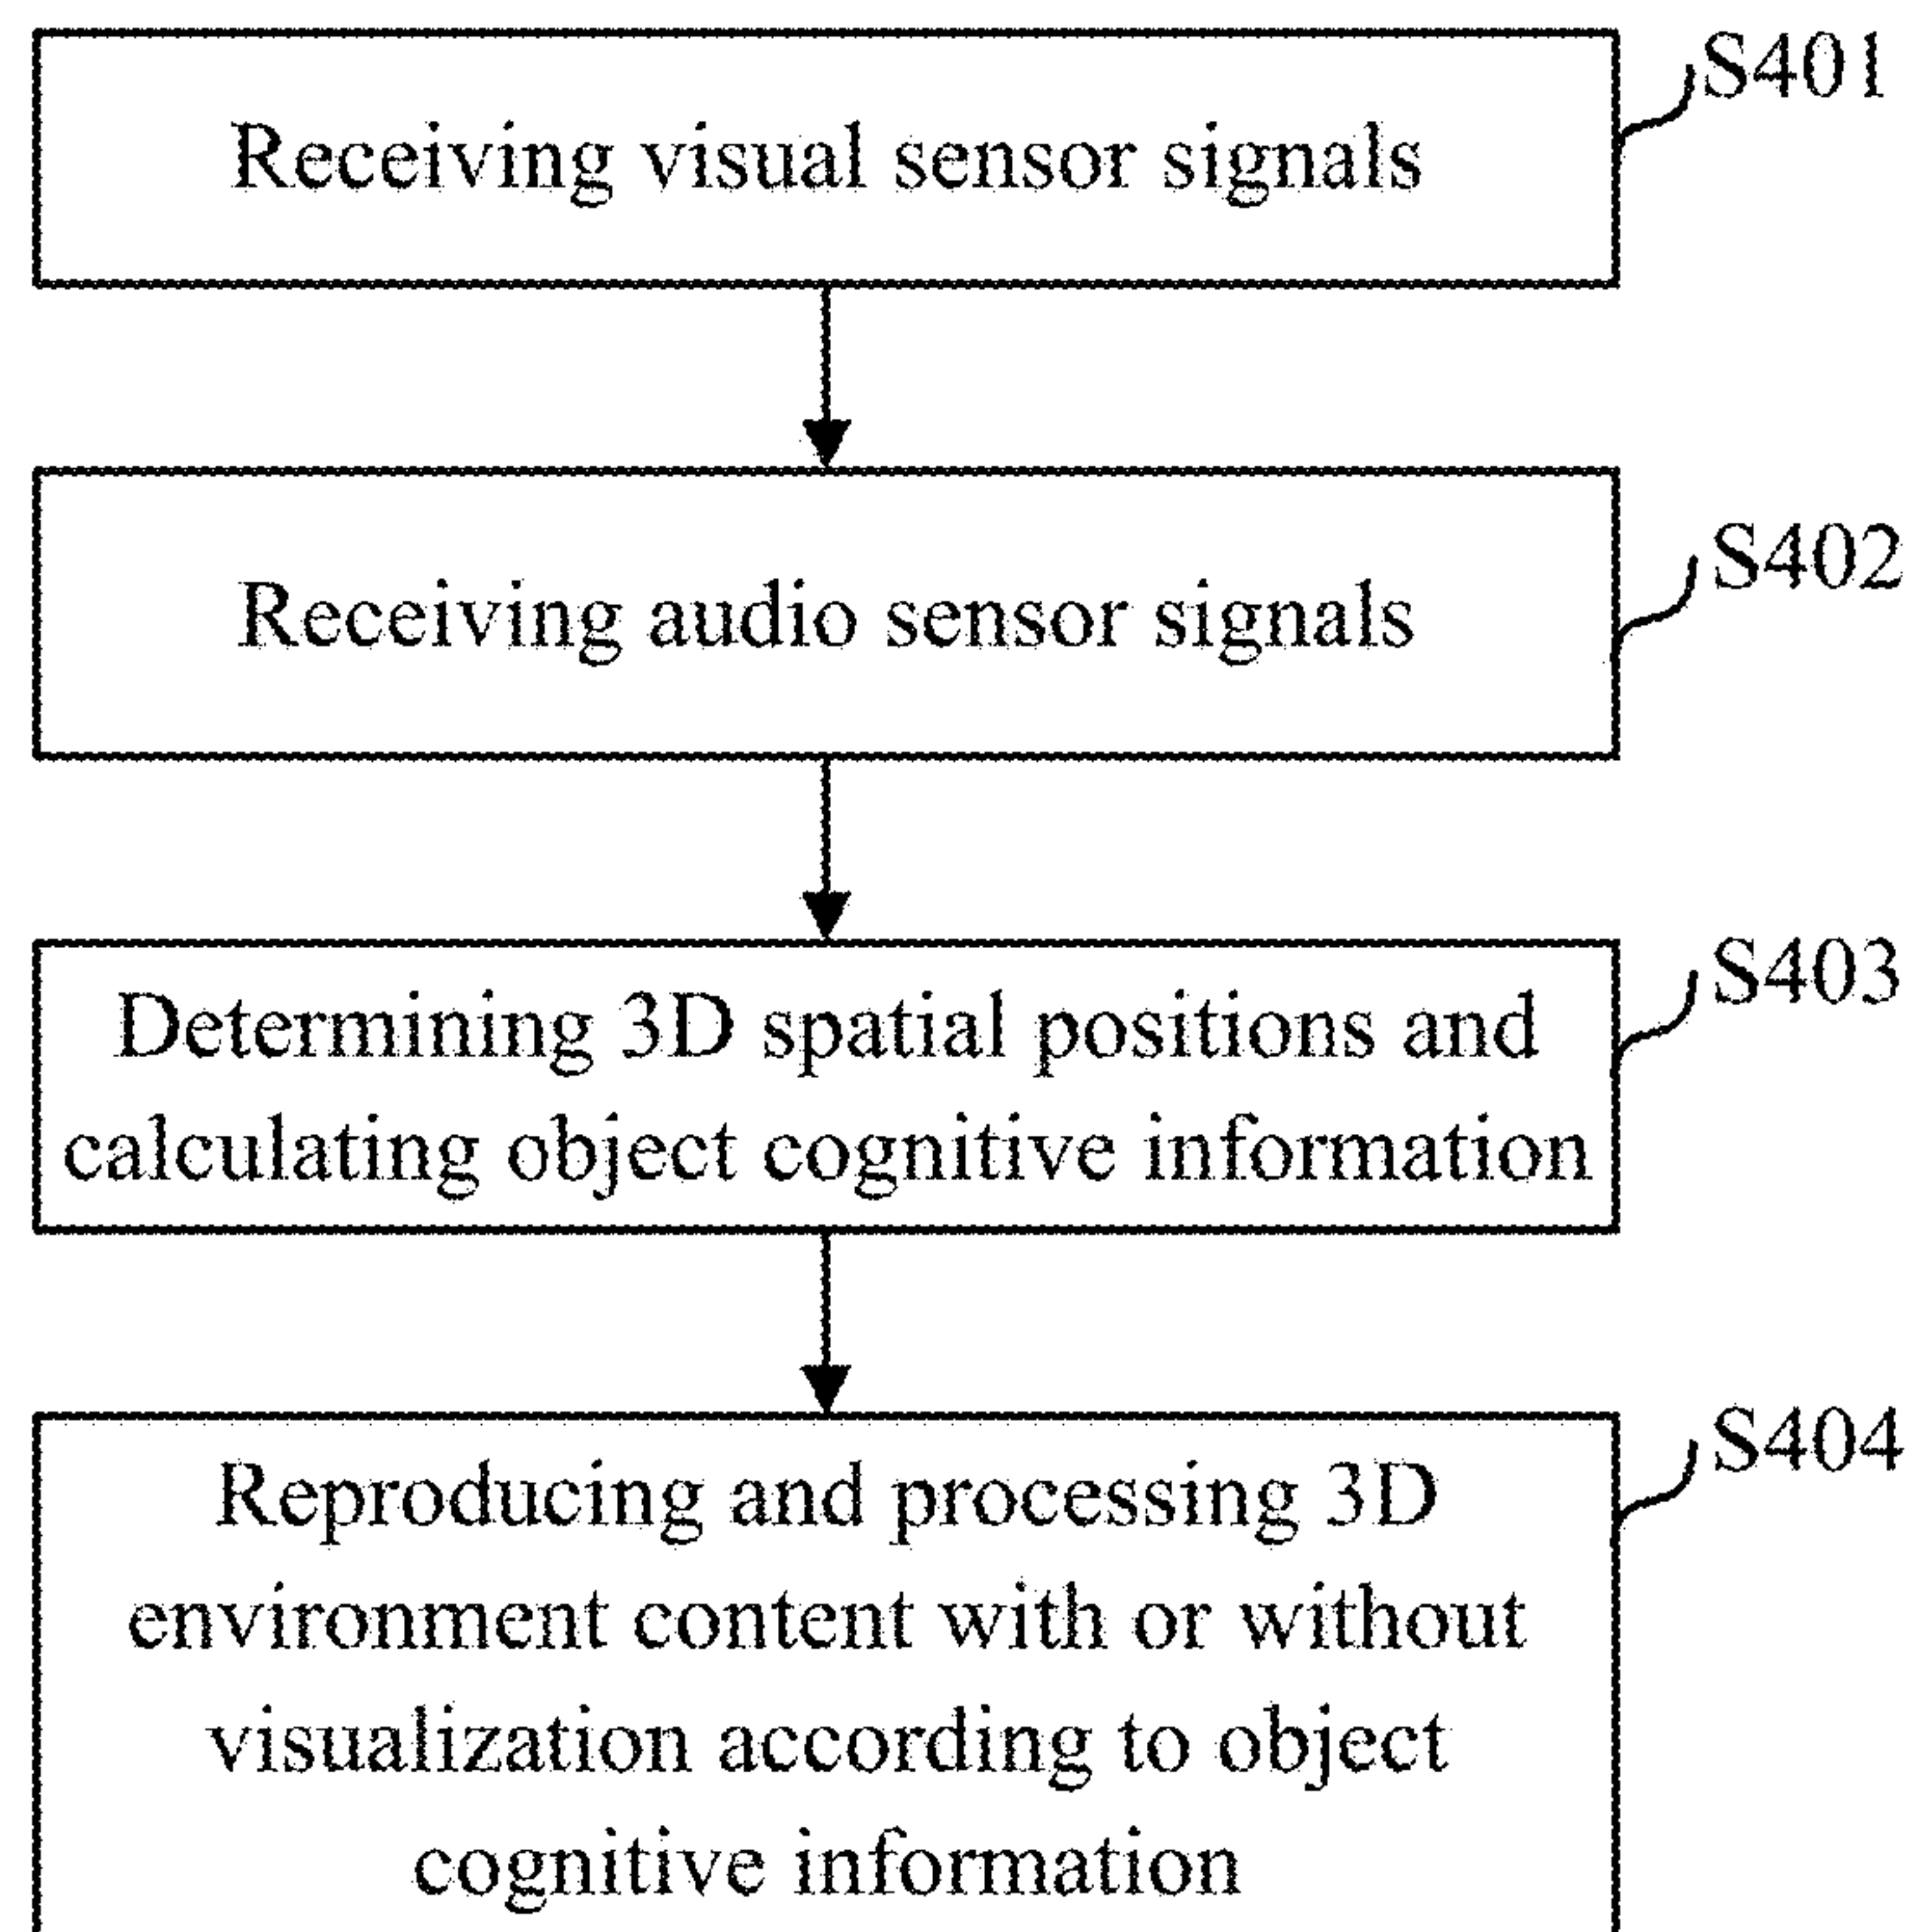 S401
Receiving visual sensor signals
S402
Receiving audio sensor signals
S403
Determining 3D spatial positions and
calculating object cognitive information
S404
Reproducing and processing 3D
environment content with or without
visualization according to object
cognitive information